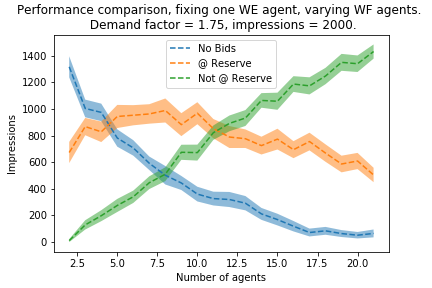 Performance comparison, fixing one WE agent, varying WF agents.
Demand factor = 1.75, impressions = 2000.
No Bids
@ Reserve
Not @ Reserve
Impressions
1400
1200
1000
800
600
400
200
0
2.5 5.0 7.5 10.0 12.5 15.0 17.5 20.0
Number of agents